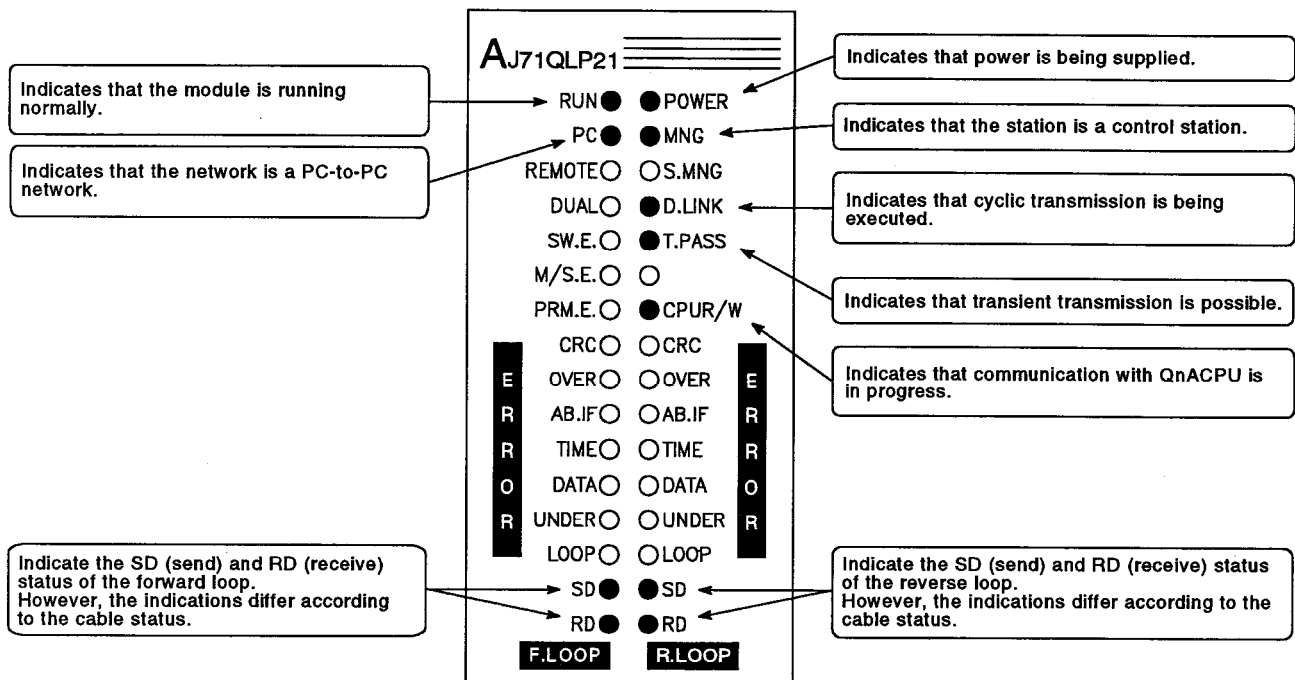 AJ71QLP21
Indicates that the module is running
normally.
Indicates that the network is a PC-to-PC
network.
Indicate the SD (send) and RD (receive)
status of the forward loop.
However, the indications differ according
to the cable status.
RUN POWER
PC MNG
REMOTE S.MNG
DUAL D.LINK
SW.E. T.PASS
M/S.E.
PRM.E. CPUR/W
CRC CRC
OVER OVER
AB.IF AB.IF
TIME TIME
DATA DATA
UNDER UNDER
LOOP LOOP
SD SD
RD RD
ERROR
ERROR
F.LOOP R.LOOP
Indicates that power is being supplied.
Indicates that the station is a control station.
Indicates that cyclic transmission is being
executed.
Indicates that transient transmission is possible.
Indicates that communication with QnACPU is
in progress.
Indicate the SD (send) and RD (receive) status
of the reverse loop.
However, the indications differ according to the
cable status.